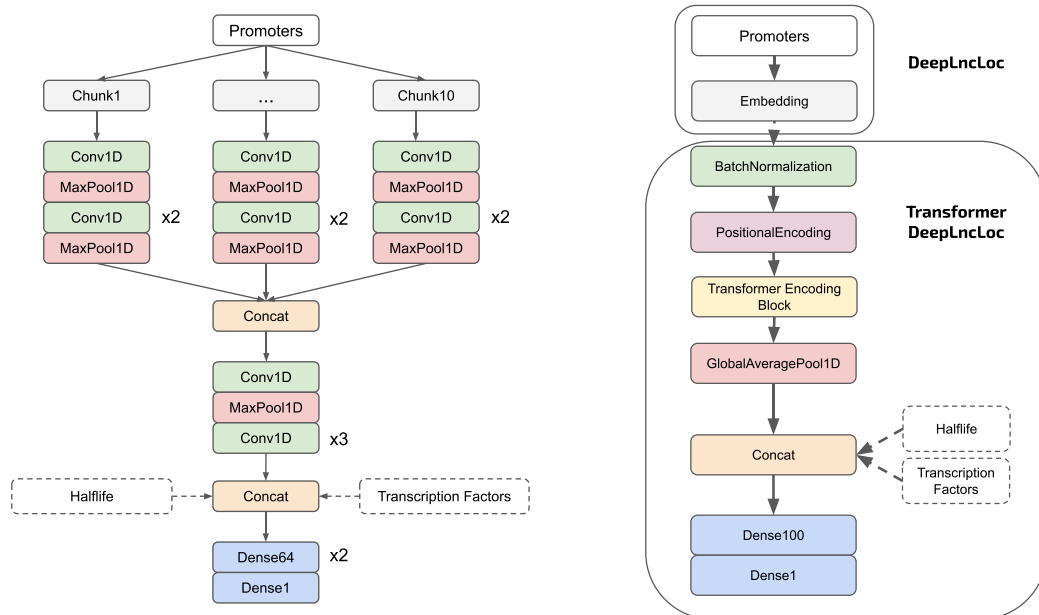 Promoters
Chunk1
...
Chunk10
Conv1D
MaxPool1D
Conv1D
MaxPool1D
x2
Conv1D
MaxPool1D
Conv1D
MaxPool1D
x2
Conv1D
MaxPool1D
Conv1D
MaxPool1D
x2
Concat
Conv1D
MaxPool1D
Conv1D
x3
Halflife
Concat
Transcription Factors
Dense64
x2
Dense1
Promoters
Embedding
DeepLncLoc
BatchNormalization
PositionalEncoding
Transformer
DeepLncLoc
Transformer Encoding
Block
GlobalAveragePool1D
Concat
Halflife
Transcription
Factors
Dense100
Dense1